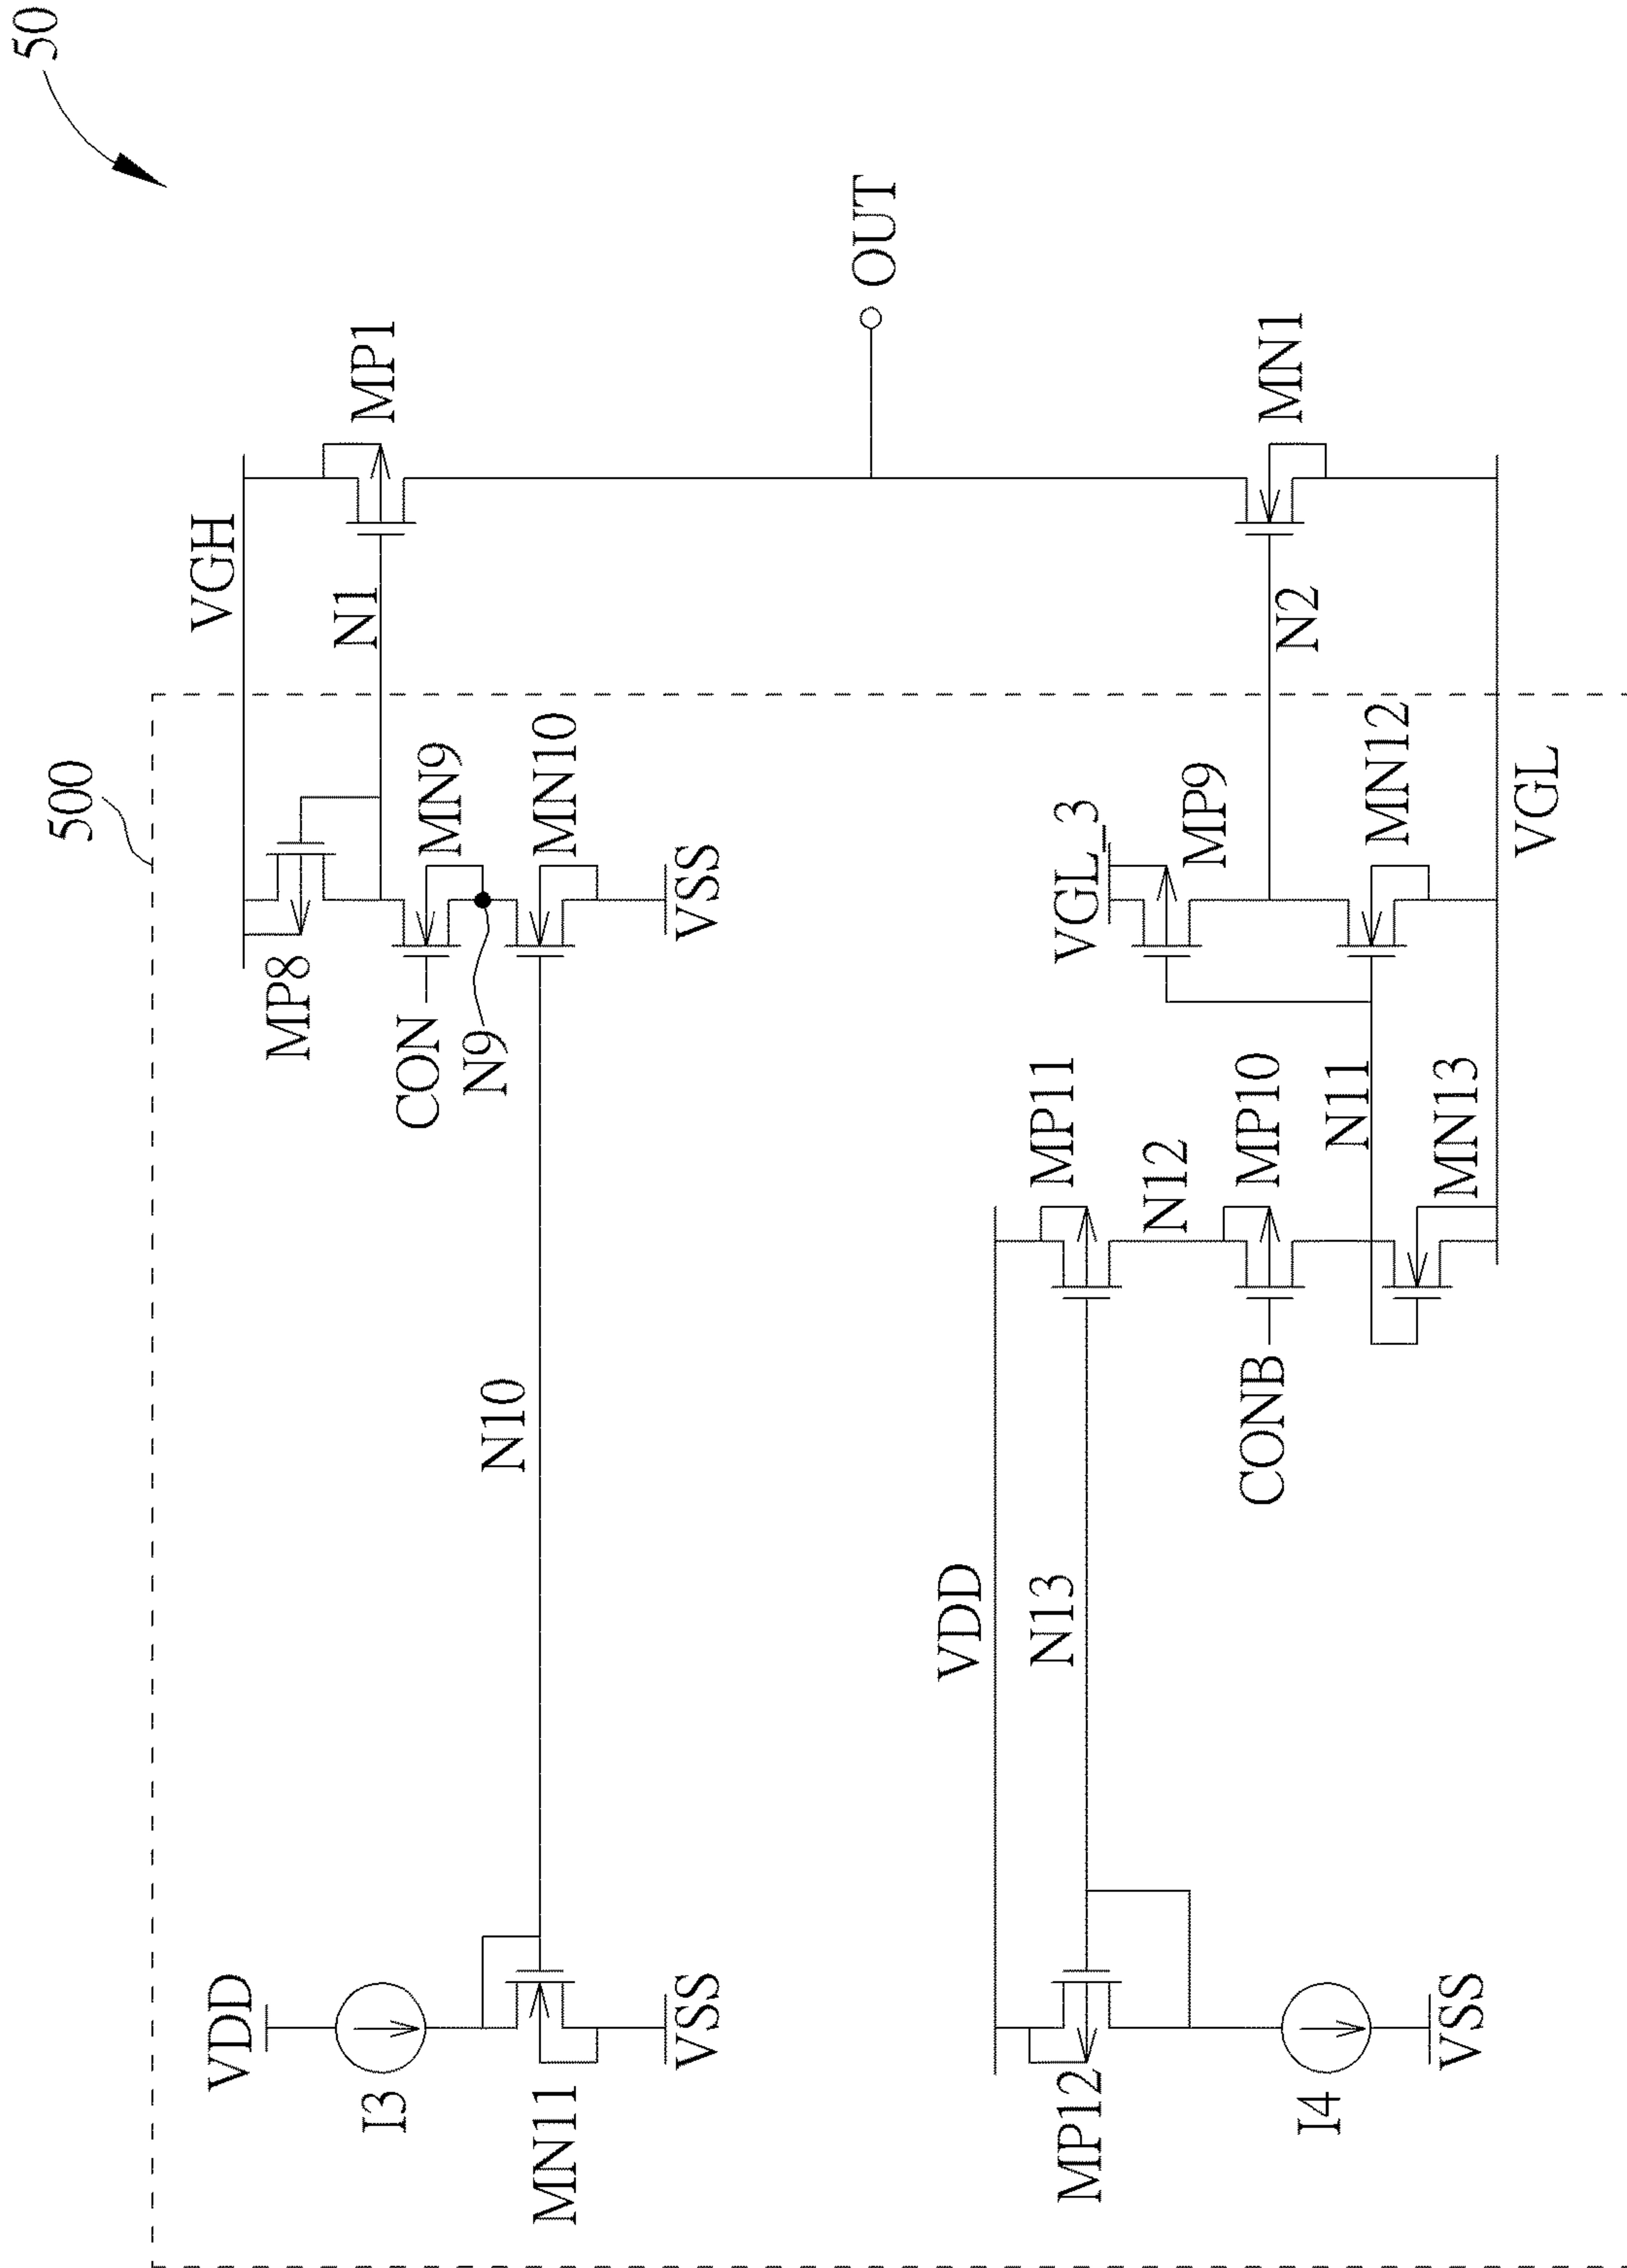 50
500
VGH
MP1
N1
MP8
MN9
CON
N9
MN10
VSS
OUT
N10
VDD
I3
MN11
VSS
VGL_3
MP9
N2
MN1
MN12
VGL
MP11
N12
MP10
N11
MN13
CONB
VDD
N13
MP12
I4
VSS